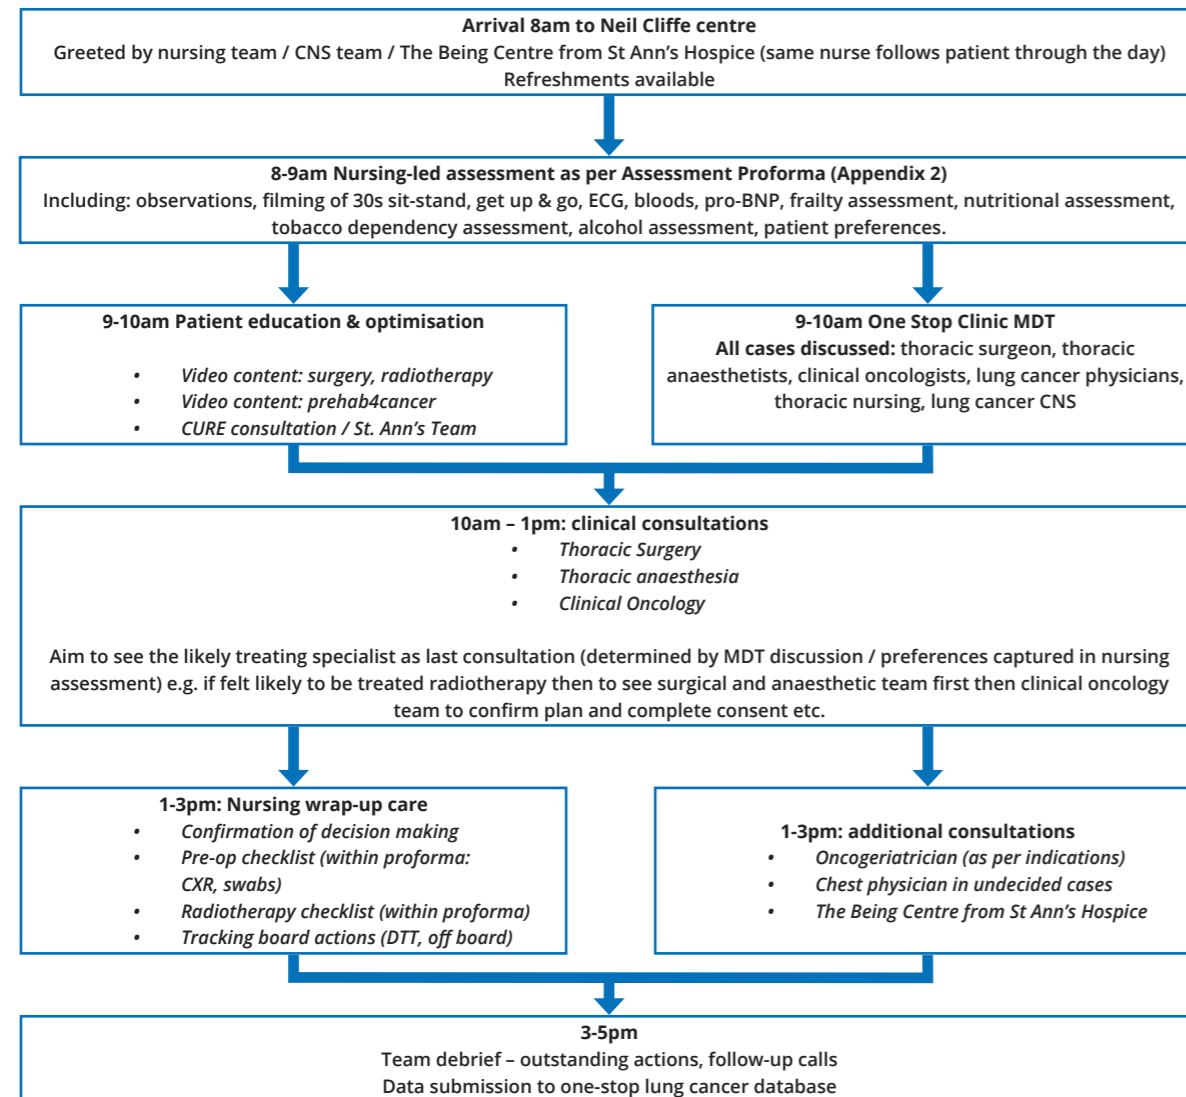 Arrival 8am to Neil Cliffe centre
Greeted by nursing team / CNS team / The Being Centre from St Ann’s Hospice (same nurse follows patient through the day)
Refreshments available
8-9am Nursing-led assessment as per Assessment Proforma (Appendix 2)
Including: observations, filming of 30s sit-stand, get up & go, ECG, bloods, pro-BNP, frailty assessment, nutritional assessment,
tobacco dependency assessment, alcohol assessment, patient preferences.
9-10am Patient education & optimisation
• Video content: surgery, radiotherapy
• Video content: prehab4cancer
• CURE consultation / St. Ann’s Team
9-10am One Stop Clinic MDT
All cases discussed: thoracic surgeon, thoracic
anaesthetists, clinical oncologists, lung cancer physicians,
thoracic nursing, lung cancer CNS
10am – 1pm: clinical consultations
• Thoracic Surgery
• Thoracic anaesthesia
• Clinical Oncology
Aim to see the likely treating specialist as last consultation (determined by MDT discussion / preferences captured in nursing
assessment) e.g. if felt likely to be treated radiotherapy then to see surgical and anaesthetic team first then clinical oncology
team to confirm plan and complete consent etc.
1-3pm: Nursing wrap-up care
• Confirmation of decision making
• Pre-op checklist (within proforma:
CXR, swabs)
• Radiotherapy checklist (within proforma)
• Tracking board actions (DTT, off board)
1-3pm: additional consultations
• Oncogeriatrician (as per indications)
• Chest physician in undecided cases
• The Being Centre from St Ann’s Hospice
3-5pm
Team debrief – outstanding actions, follow-up calls
Data submission to one-stop lung cancer database